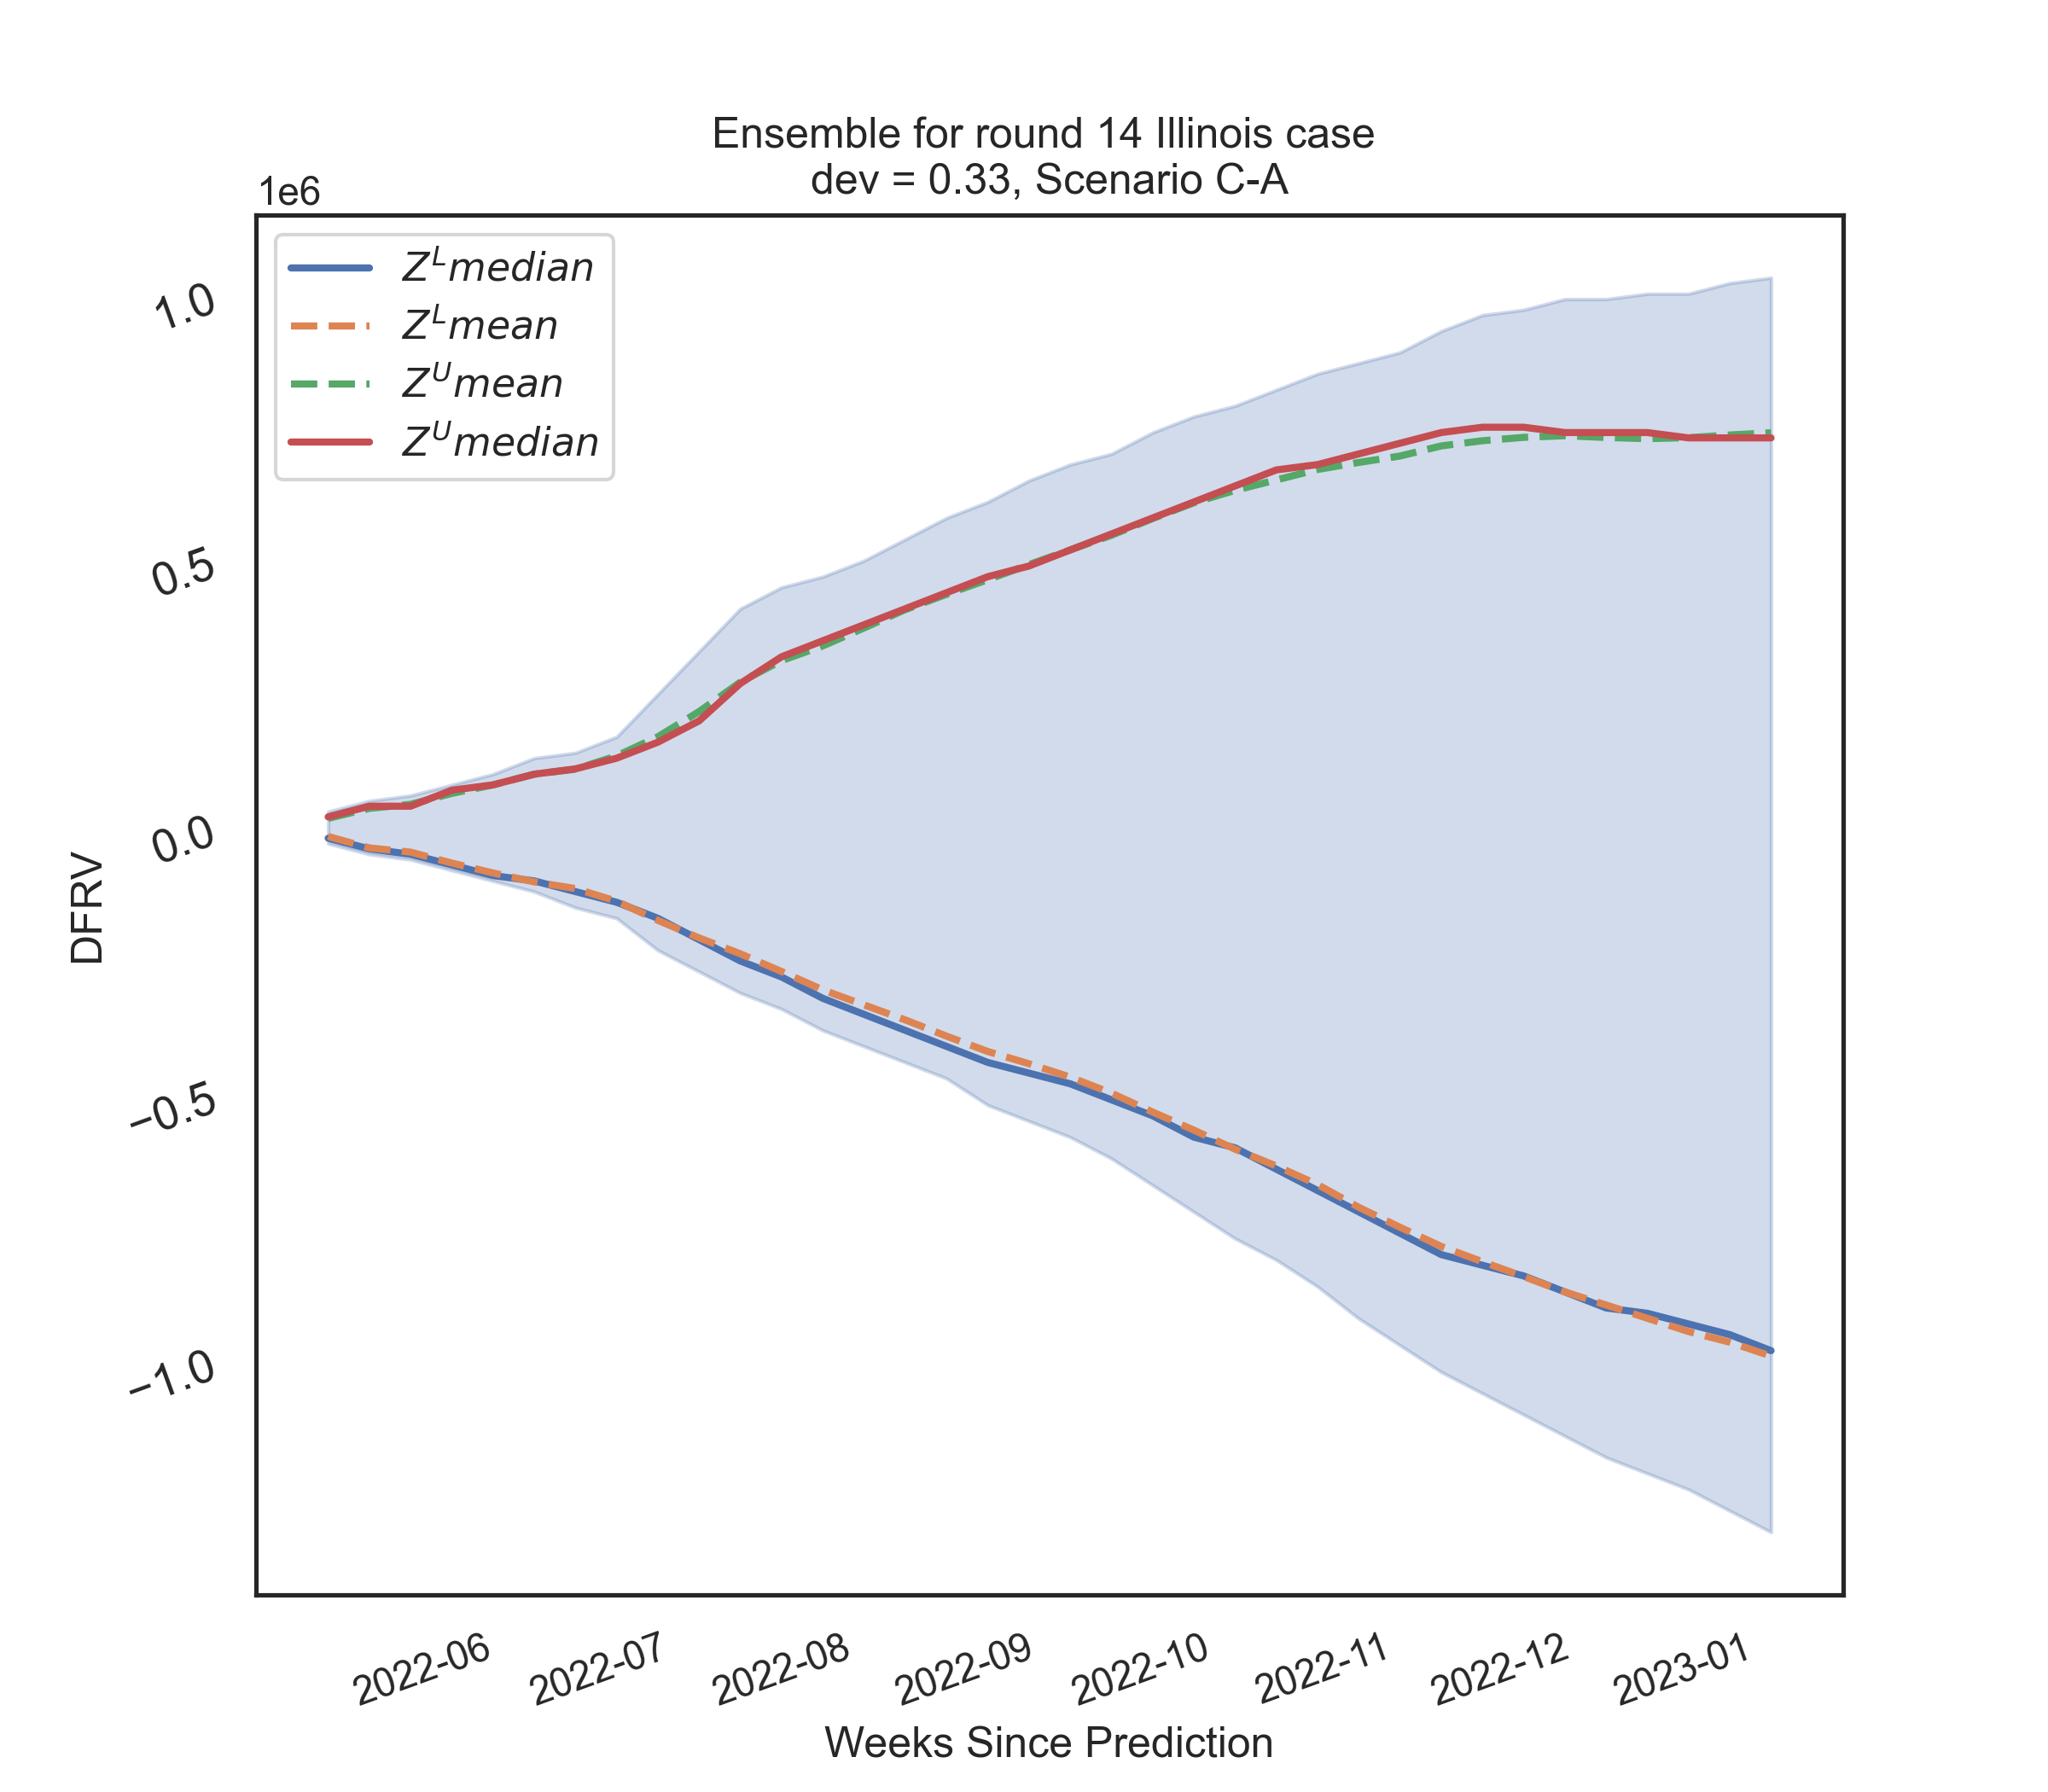 Ensemble for round 14 Illinois case
dev = 0.33, Scenario C-A
1e6
Z^L median
Z^L mean
Z^U mean
Z^U median
1.0
0.5
0.0
−0.5
−1.0
DFRV
2022-06 2022-07 2022-08 2022-09 2022-10 2022-11 2022-12 2023-01
Weeks Since Prediction